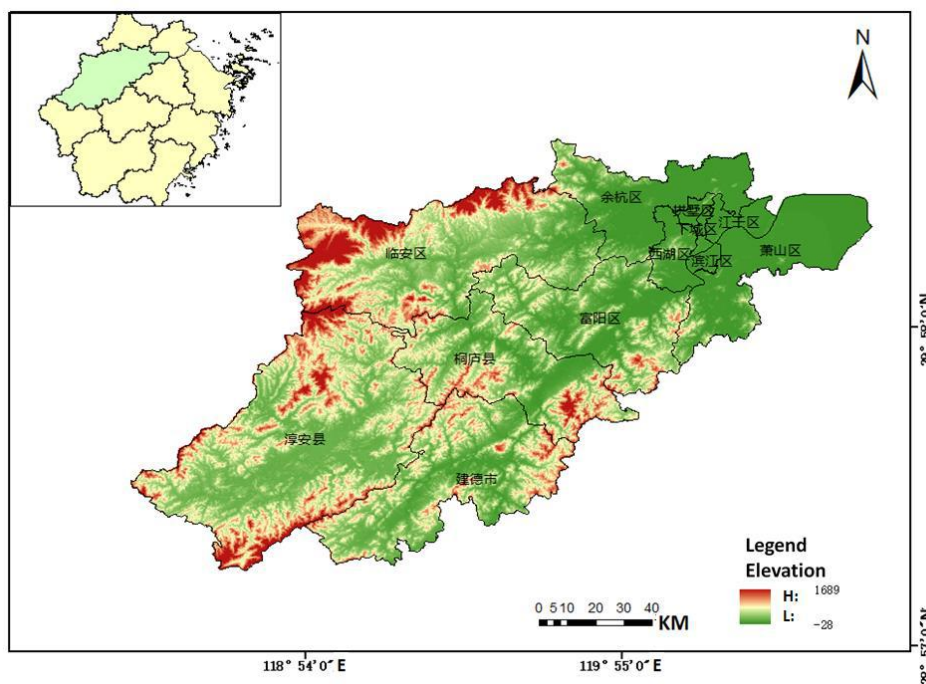 N
余杭区
拱墅区
下城区
江干区
西湖区
滨江区
萧山区
临安区
富阳区
桐庐县
淳安县
建德市
Legend
Elevation
H: 1689
L: -28
0 5 10 20 30 40 KM
118° 54′0″E
119° 55′0″E